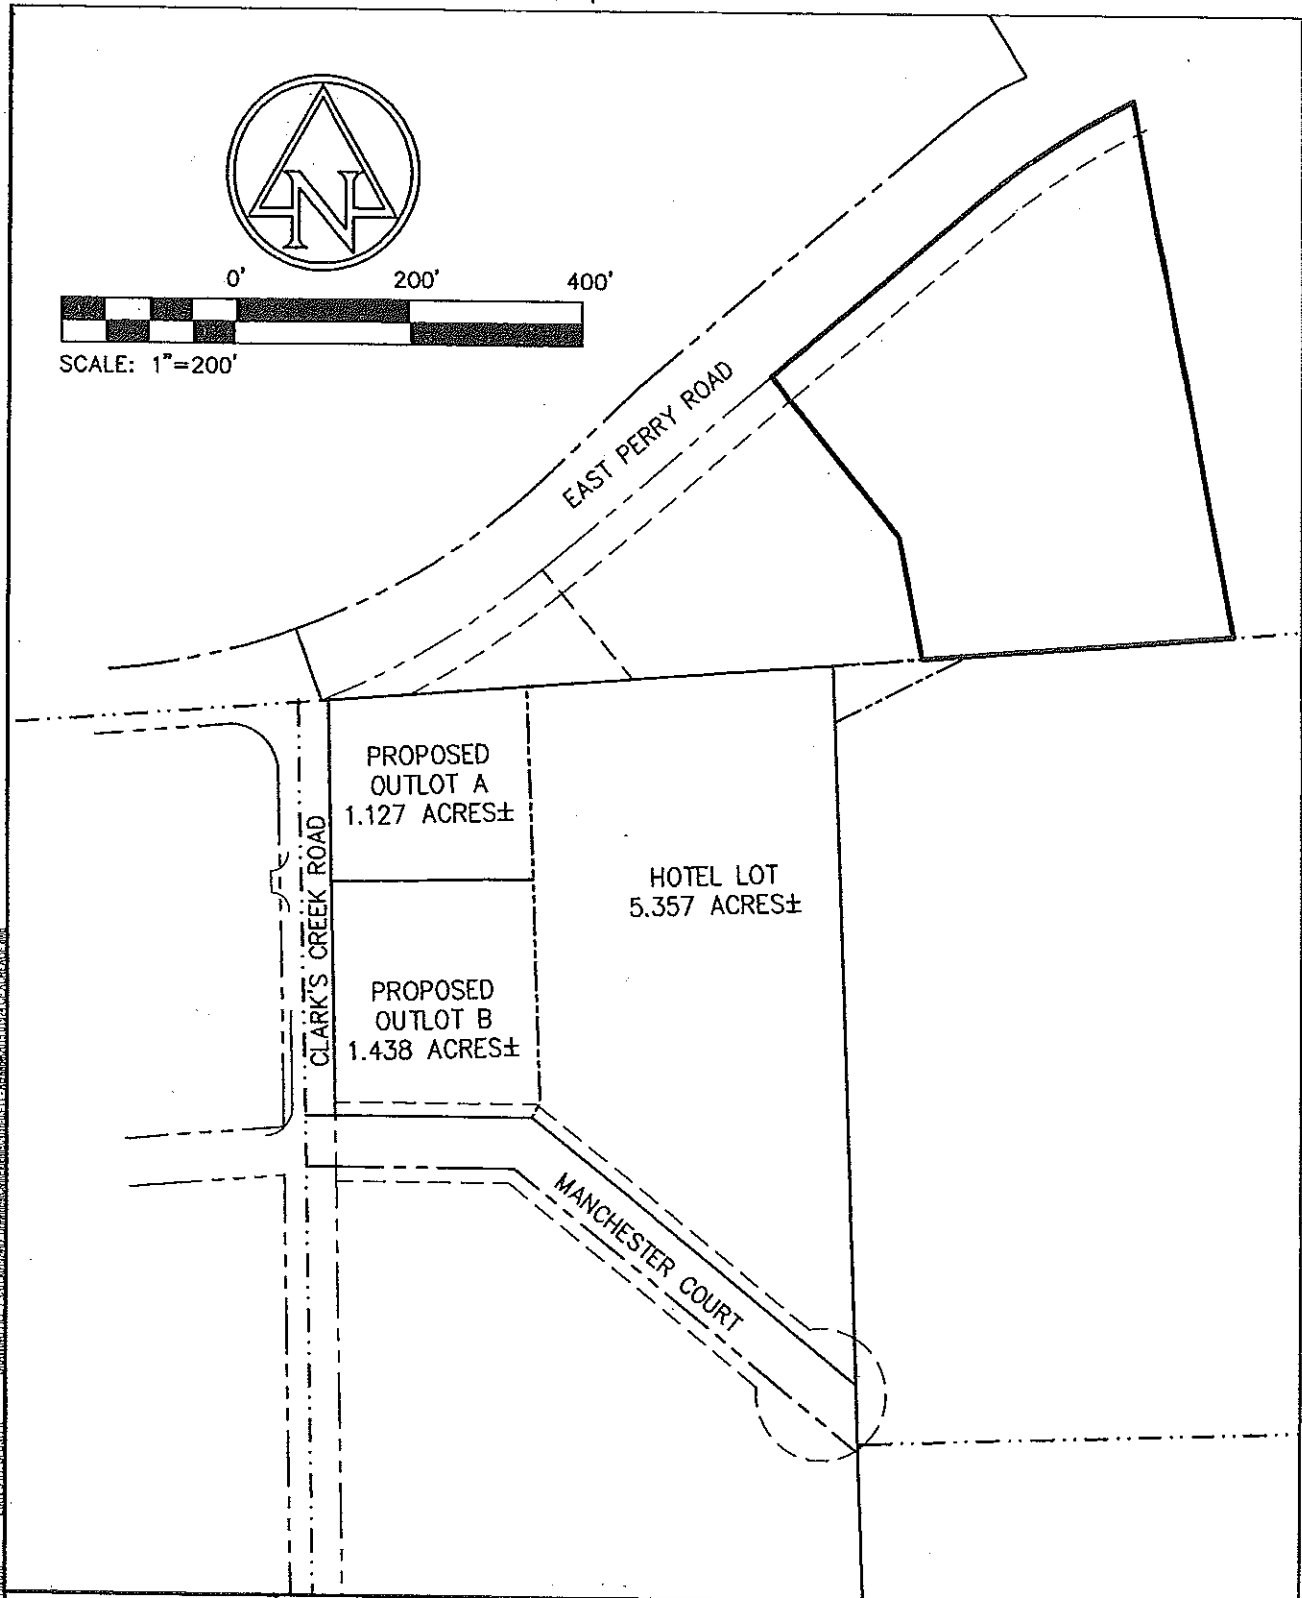 N
0' 200' 400'
SCALE: 1"=200'
EAST PERRY ROAD
PROPOSED
OUTLOT A
1.127 ACRES±
CLARK'S CREEK ROAD
HOTEL LOT
5.357 ACRES±
PROPOSED
OUTLOT B
1.438 ACRES±
MANCHESTER COURT